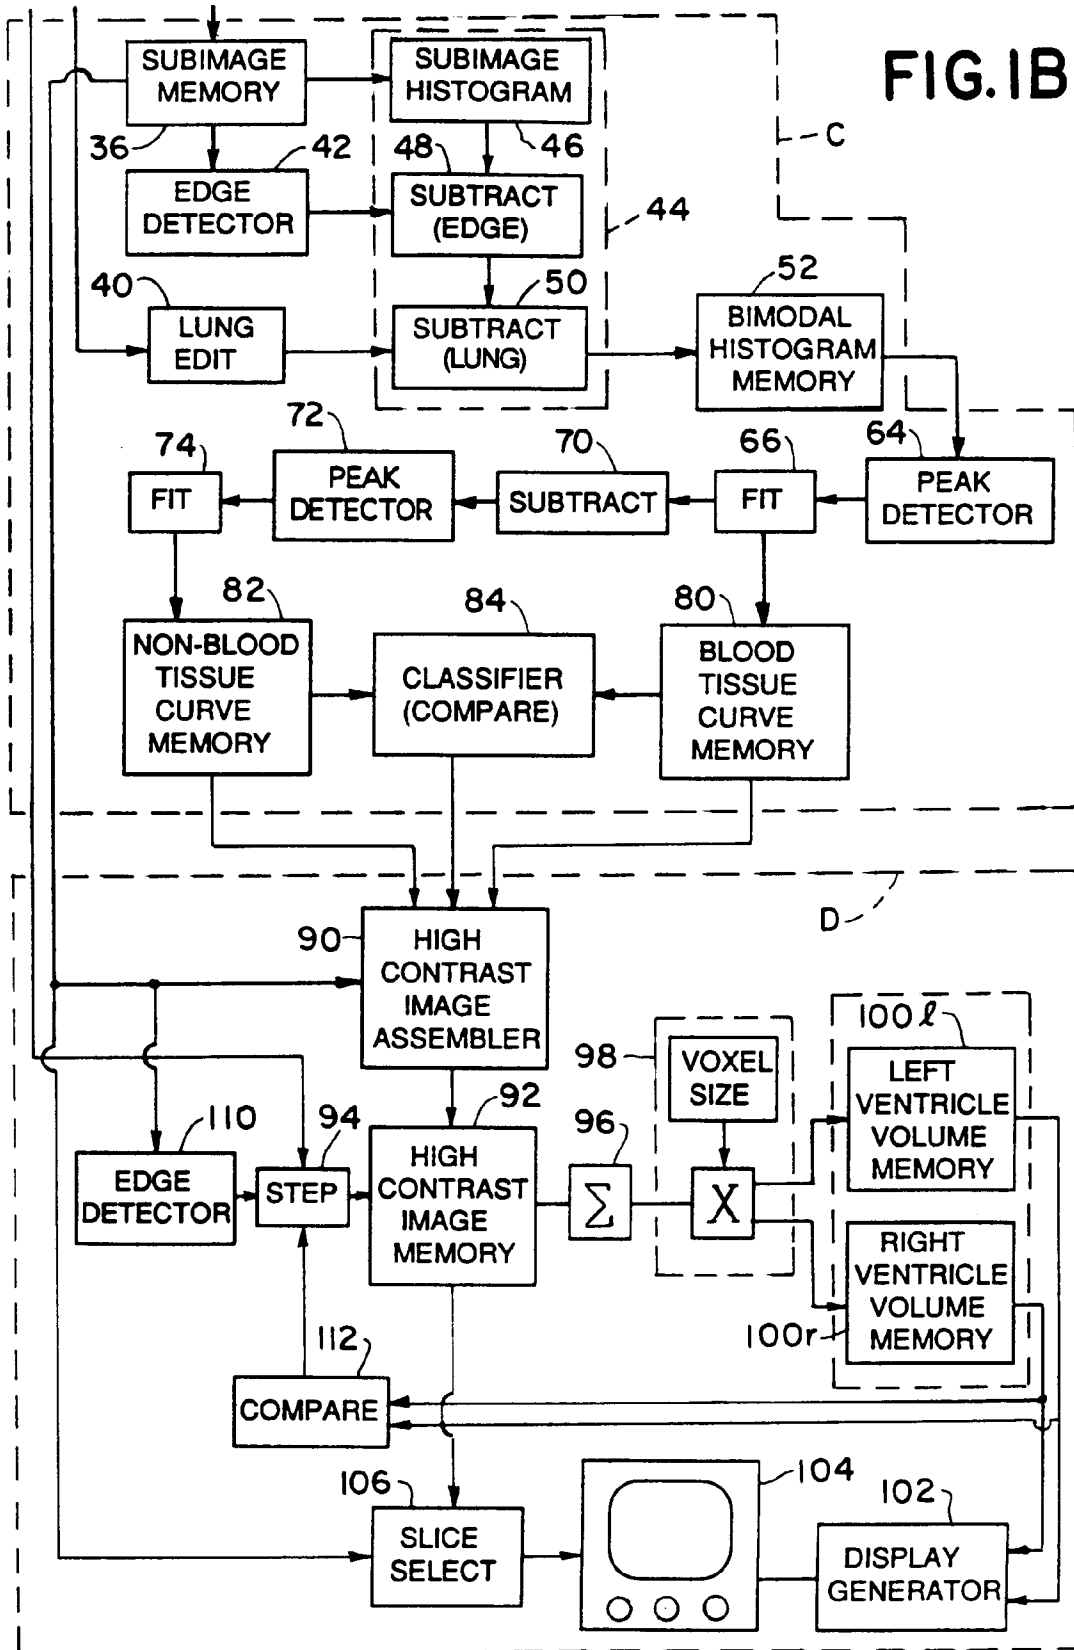 FIG. 1B
SUBIMAGE
MEMORY
36
SUBIMAGE
HISTOGRAM
46
C
42
EDGE
DETECTOR
48
SUBTRACT
(EDGE)
44
40
LUNG
EDIT
50
SUBTRACT
(LUNG)
52
BIMODAL
HISTOGRAM
MEMORY
74
FIT
72
PEAK
DETECTOR
70
SUBTRACT
66
FIT
64
PEAK
DETECTOR
82
NON-BLOOD
TISSUE
CURVE
MEMORY
84
CLASSIFIER
(COMPARE)
80
BLOOD
TISSUE
CURVE
MEMORY
D
90
HIGH
CONTRAST
IMAGE
ASSEMBLER
98
VOXEL
SIZE
100ℓ
LEFT
VENTRICLE
VOLUME
MEMORY
110
EDGE
DETECTOR
94
STEP
92
HIGH
CONTRAST
IMAGE
MEMORY
96
Σ
X
RIGHT
VENTRICLE
VOLUME
MEMORY
100r
112
COMPARE
106
SLICE
SELECT
104
102
DISPLAY
GENERATOR